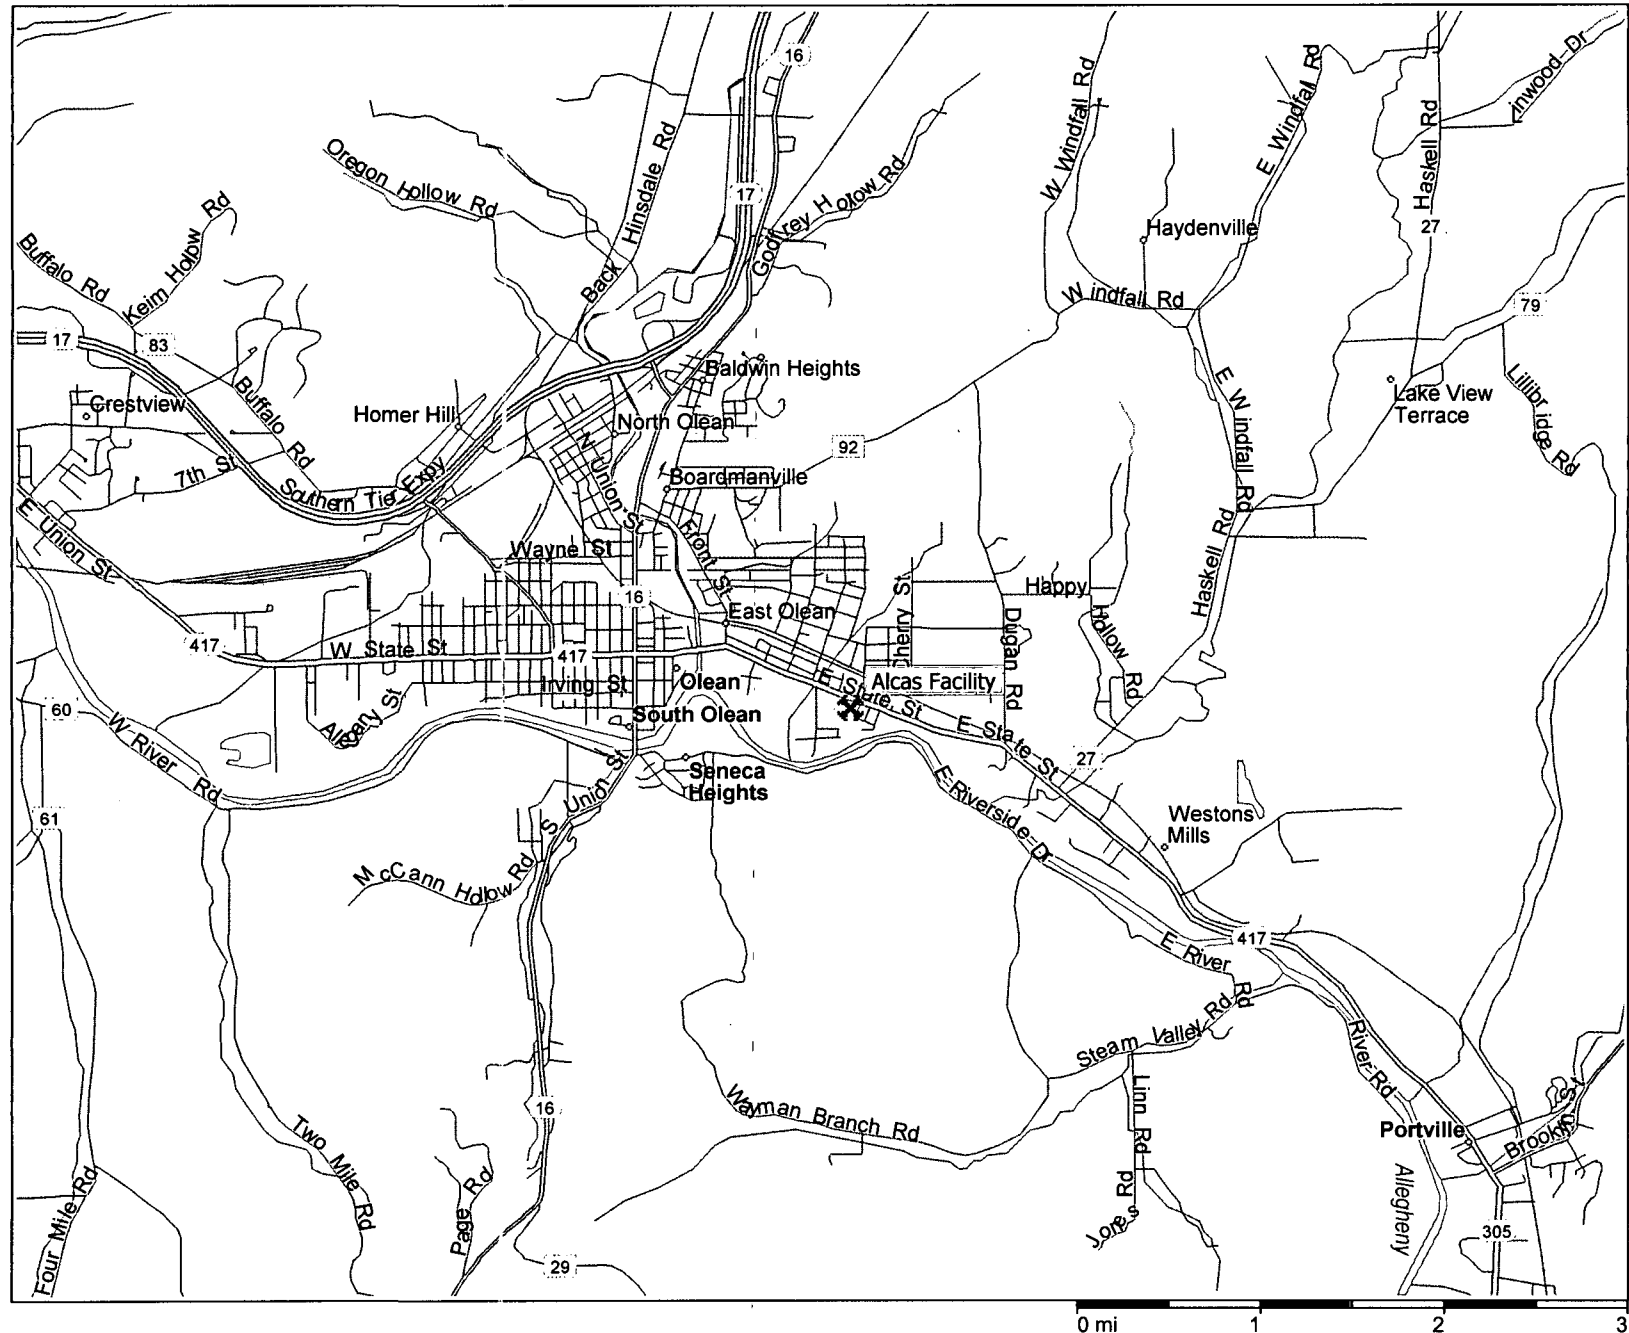 16
Linwood Dr
W Windfall Rd
E Windfall Rd
Haskell Rd
Hinsdale Rd
Oregon Hollow Rd
17
Godfrey Hollow Rd
Keim Hollow Rd
Haydenville
27
Buffalo Rd
Back
Windfall Rd
79
17
83
Baldwin Heights
Lillibridge Rd
Crestview
Buffalo Rd
Homer Hill
North Olean
E Windfall Rd
Lake View
Terrace
92
7th St
Southern Tier Expy
N Union St
Boardmanville
E Union St
Front St
Haskell Rd
Wayne St
16
Cherry St
Happy
Hollow Rd
East Olean
Dugan Rd
417
W State St
417
Irving St
Olean
E State St
Alcas Facility
60
Albany St
South Olean
E State St
W River Rd
Seneca
Heights
27
E Riverside Dr
S Union St
61
Westons
Mills
McCann Hollow Rd
417
E River Rd
Steam Valley Rd
River Rd
Linn Rd
16
Wayman Branch Rd
Two Mile Rd
Portville
Brooklyn St
Four Mile Rd
Page Rd
Jones Rd
Allegheny
305
29
0 mi 1 2 3